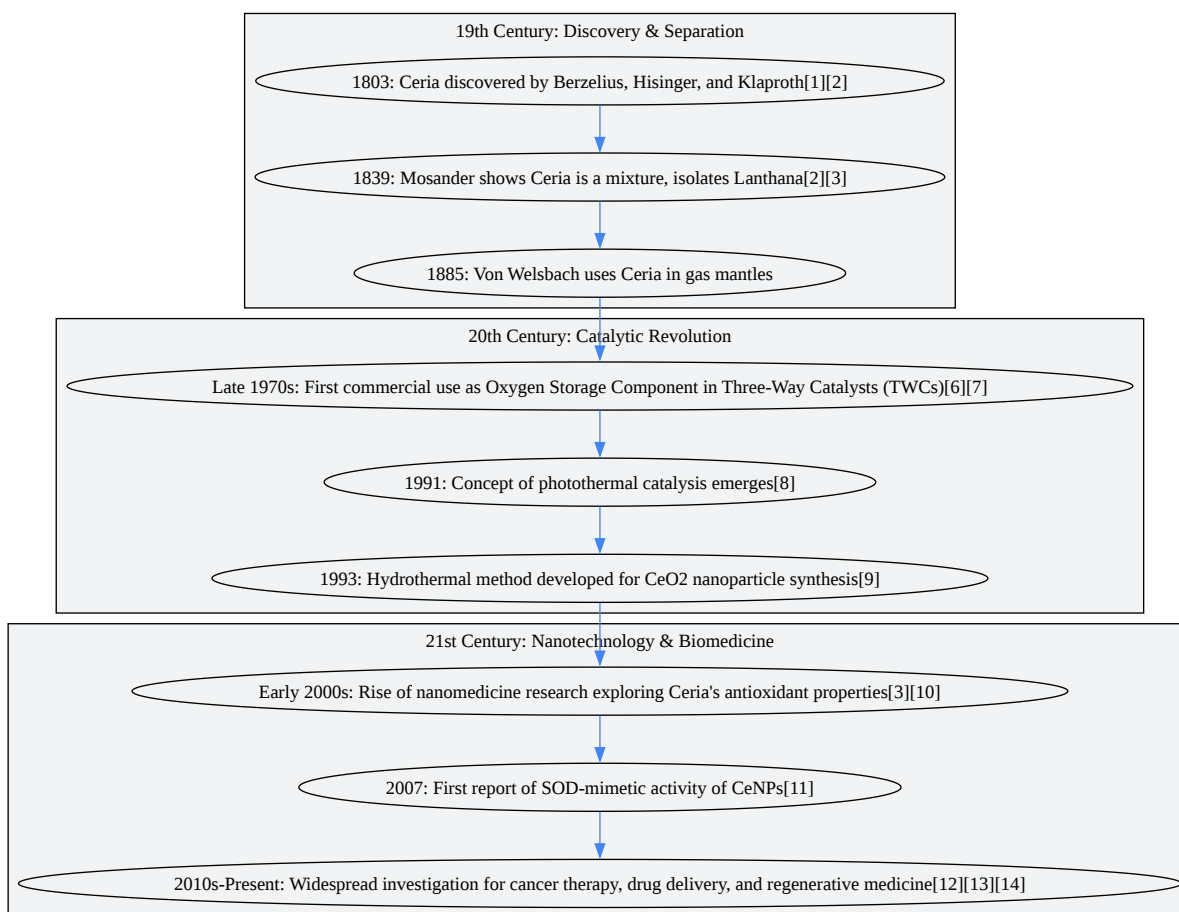 19th Century: Discovery & Separation
1803: Ceria discovered by Berzelius, Hisinger, and Klaproth[1][2]
1839: Mosander shows Ceria is a mixture, isolates Lanthana[2][3]
1885: Von Welsbach uses Ceria in gas mantles
20th Century: Catalytic Revolution
Late 1970s: First commercial use as Oxygen Storage Component in Three-Way Catalysts (TWCs)[6][7]
1991: Concept of photothermal catalysis emerges[8]
1993: Hydrothermal method developed for CeO2 nanoparticle synthesis[9]
21st Century: Nanotechnology & Biomedicine
Early 2000s: Rise of nanomedicine research exploring Ceria's antioxidant properties[3][10]
2007: First report of SOD-mimetic activity of CeNPs[11]
2010s-Present: Widespread investigation for cancer therapy, drug delivery, and regenerative medicine[12][13][14]